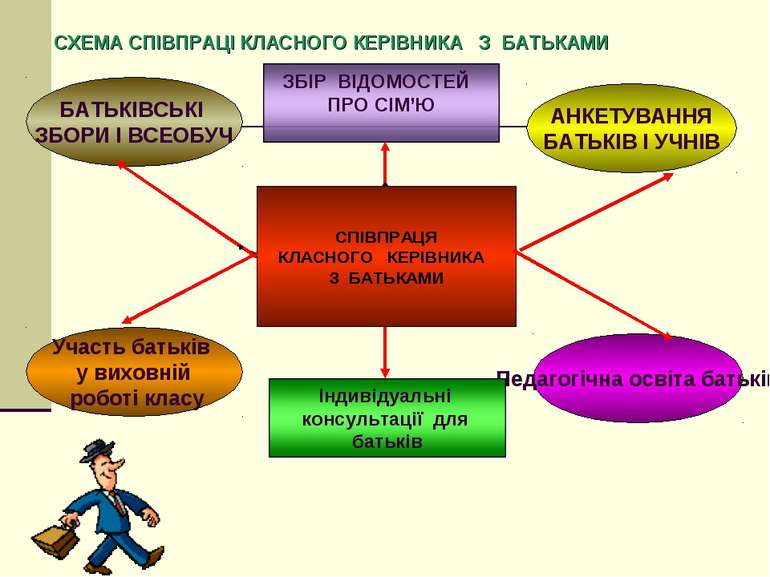 СХЕМА СПІВПРАЦІ КЛАСНОГО КЕРІВНИКА З БАТЬКАМИ
БАТЬКІВСЬКІ
ЗБОРИ І ВСЕОБУЧ
ЗБІР ВІДОМОСТЕЙ
ПРО СІМ'Ю
АНКЕТУВАННЯ
БАТЬКІВ І УЧНІВ
СПІВПРАЦЯ
КЛАСНОГО КЕРІВНИКА
З БАТЬКАМИ
Участь батьків
у виховній
роботі класу
Індивідуальні
консультації для
батьків
Педагогічна освіта батьків